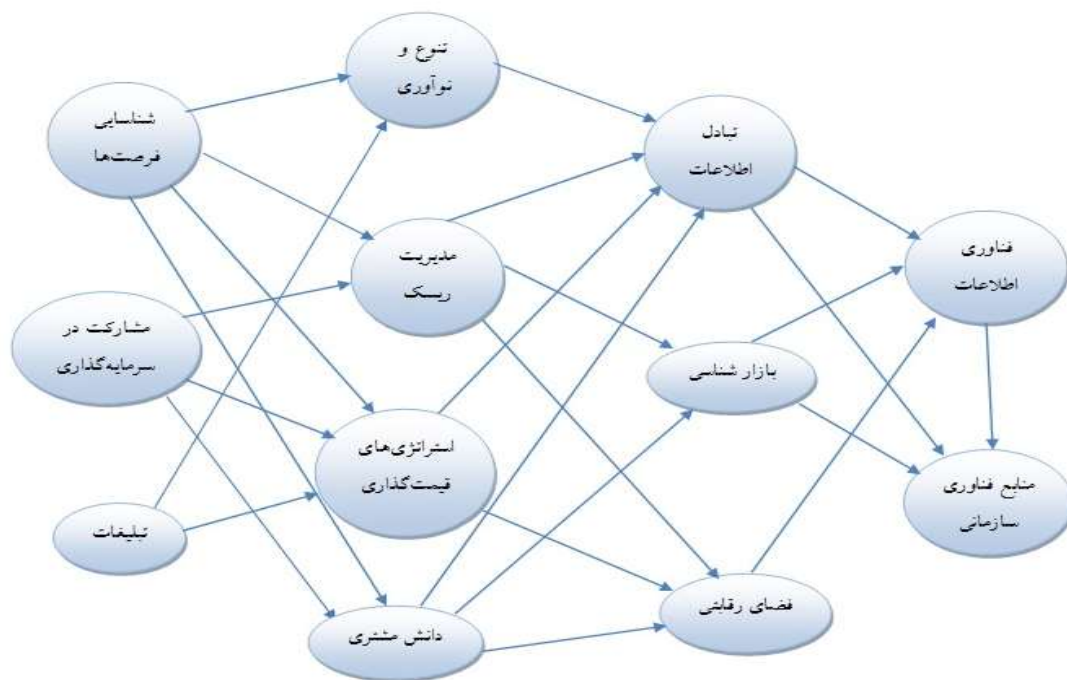 تنوع و
نوآوری
شناسایی
فرصت‌ها
تبادل
اطلاعات
مدیریت
ریسک
فناوری
اطلاعات
مشارکت در
سرمایه‌گذاری
بازار شناسی
استراتژی‌های
قیمت‌گذاری
منابع فناوری
سازمانی
تبلیغات
فضای رقابتی
دانش مشتری